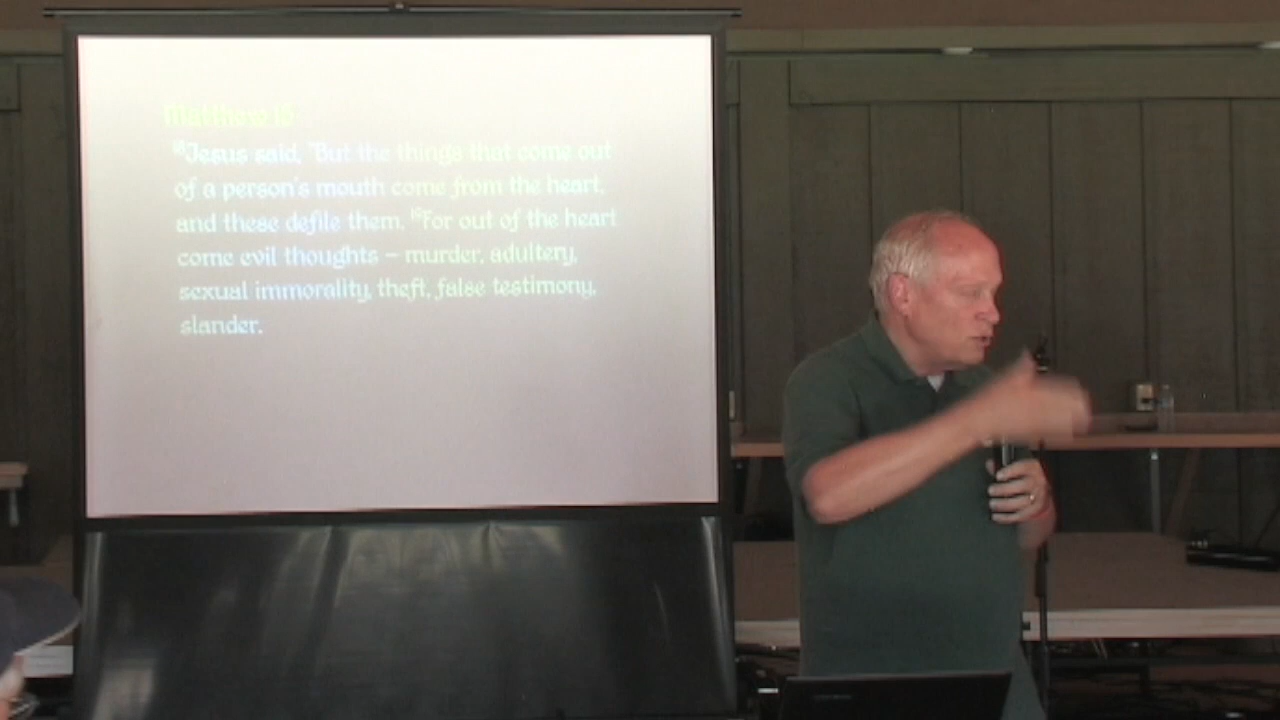 Matthew 15
18Jesus said, "But the things that come out
of a person's mouth come from the heart,
and these defile them. 19For out of the heart
come evil thoughts – murder, adultery,
sexual immorality, theft, false testimony,
slander.